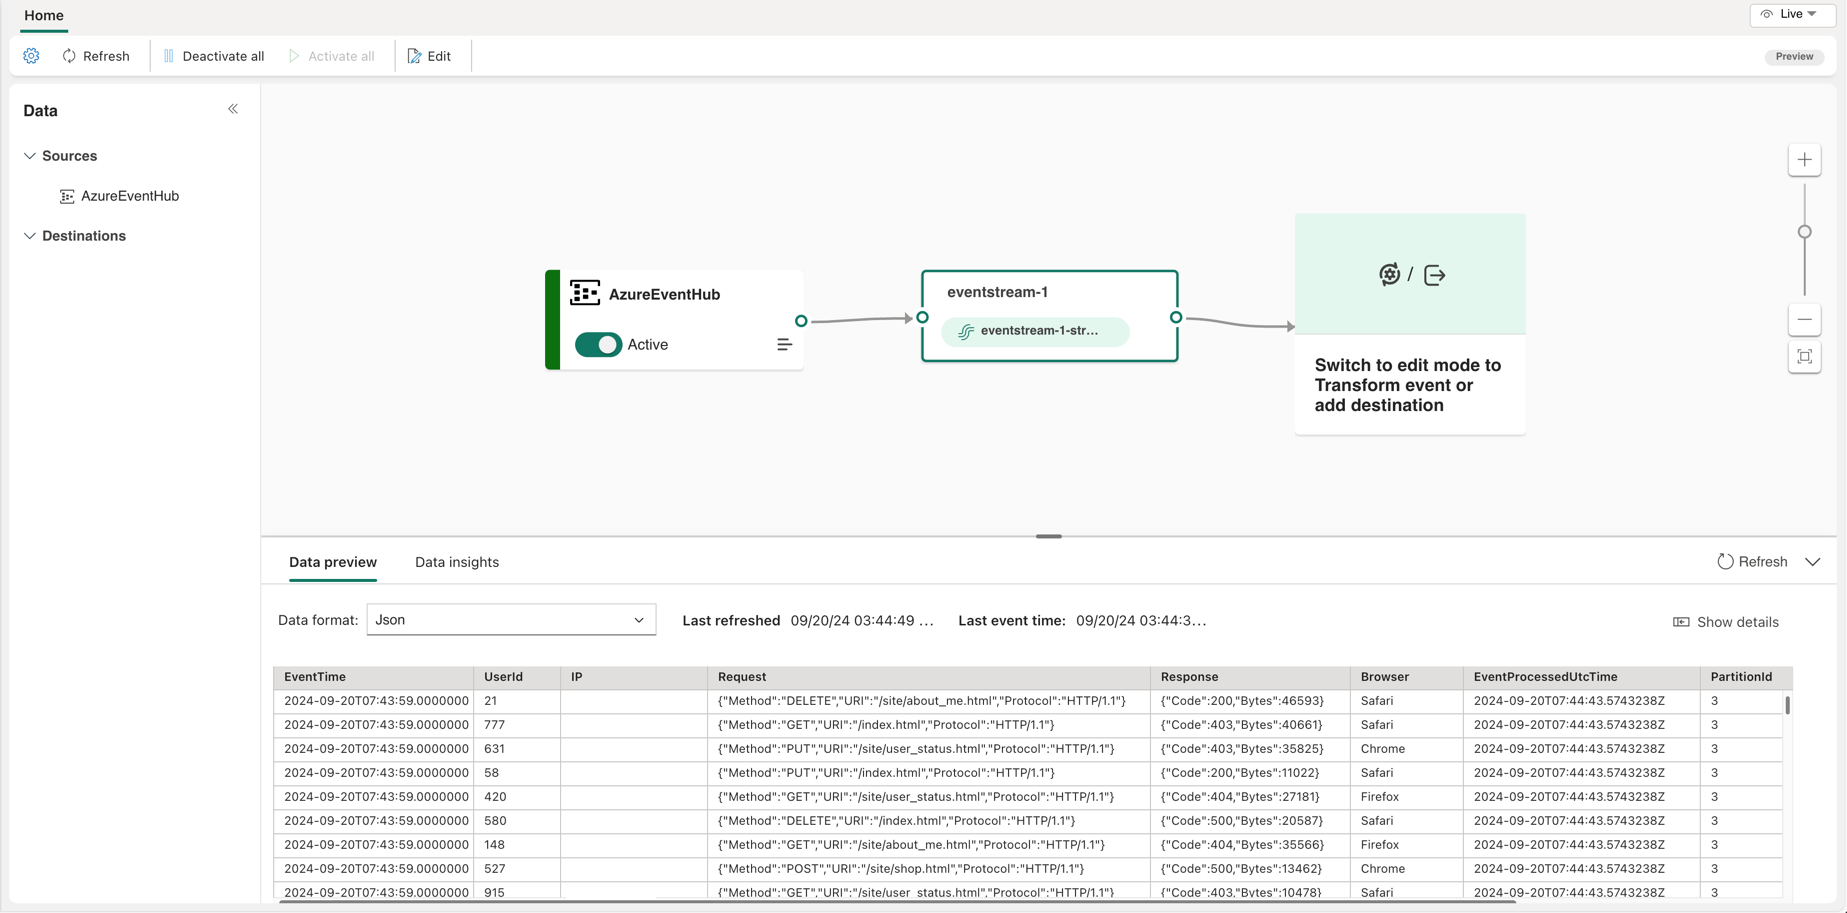 Home
Live
Refresh
Deactivate all
Activate all
Edit
Preview
Data
Sources
AzureEventHub
Destinations
AzureEventHub
Active
eventstream-1
eventstream-1-str...
/
Switch to edit mode to
Transform event or
add destination
Data preview
Data insights
Refresh
Data format: Json
Last refreshed 09/20/24 03:44:49 ...
Last event time: 09/20/24 03:44:3...
Show details
EventTime UserId IP Request Response Browser EventProcessedUtcTime PartitionId
2024-09-20T07:43:59.0000000 21 {"Method":"DELETE","URI":"/site/about_me.html","Protocol":"HTTP/1.1"} {"Code":200,"Bytes":46593} Safari 2024-09-20T07:44:43.5743238Z 3
2024-09-20T07:43:59.0000000 777 {"Method":"GET","URI":"/index.html","Protocol":"HTTP/1.1"} {"Code":403,"Bytes":40661} Safari 2024-09-20T07:44:43.5743238Z 3
2024-09-20T07:43:59.0000000 631 {"Method":"PUT","URI":"/site/user_status.html","Protocol":"HTTP/1.1"} {"Code":403,"Bytes":35825} Chrome 2024-09-20T07:44:43.5743238Z 3
2024-09-20T07:43:59.0000000 58 {"Method":"PUT","URI":"/index.html","Protocol":"HTTP/1.1"} {"Code":200,"Bytes":11022} Safari 2024-09-20T07:44:43.5743238Z 3
2024-09-20T07:43:59.0000000 420 {"Method":"GET","URI":"/site/user_status.html","Protocol":"HTTP/1.1"} {"Code":404,"Bytes":27181} Firefox 2024-09-20T07:44:43.5743238Z 3
2024-09-20T07:43:59.0000000 580 {"Method":"DELETE","URI":"/index.html","Protocol":"HTTP/1.1"} {"Code":500,"Bytes":20587} Safari 2024-09-20T07:44:43.5743238Z 3
2024-09-20T07:43:59.0000000 148 {"Method":"GET","URI":"/site/about_me.html","Protocol":"HTTP/1.1"} {"Code":404,"Bytes":35566} Firefox 2024-09-20T07:44:43.5743238Z 3
2024-09-20T07:43:59.0000000 527 {"Method":"POST","URI":"/site/shop.html","Protocol":"HTTP/1.1"} {"Code":500,"Bytes":13462} Chrome 2024-09-20T07:44:43.5743238Z 3
2024-09-20T07:43:59.0000000 915 {"Method":"GET","URI":"/site/user_status.html","Protocol":"HTTP/1.1"} {"Code":403,"Bytes":10478} Safari 2024-09-20T07:44:43.5743238Z 3